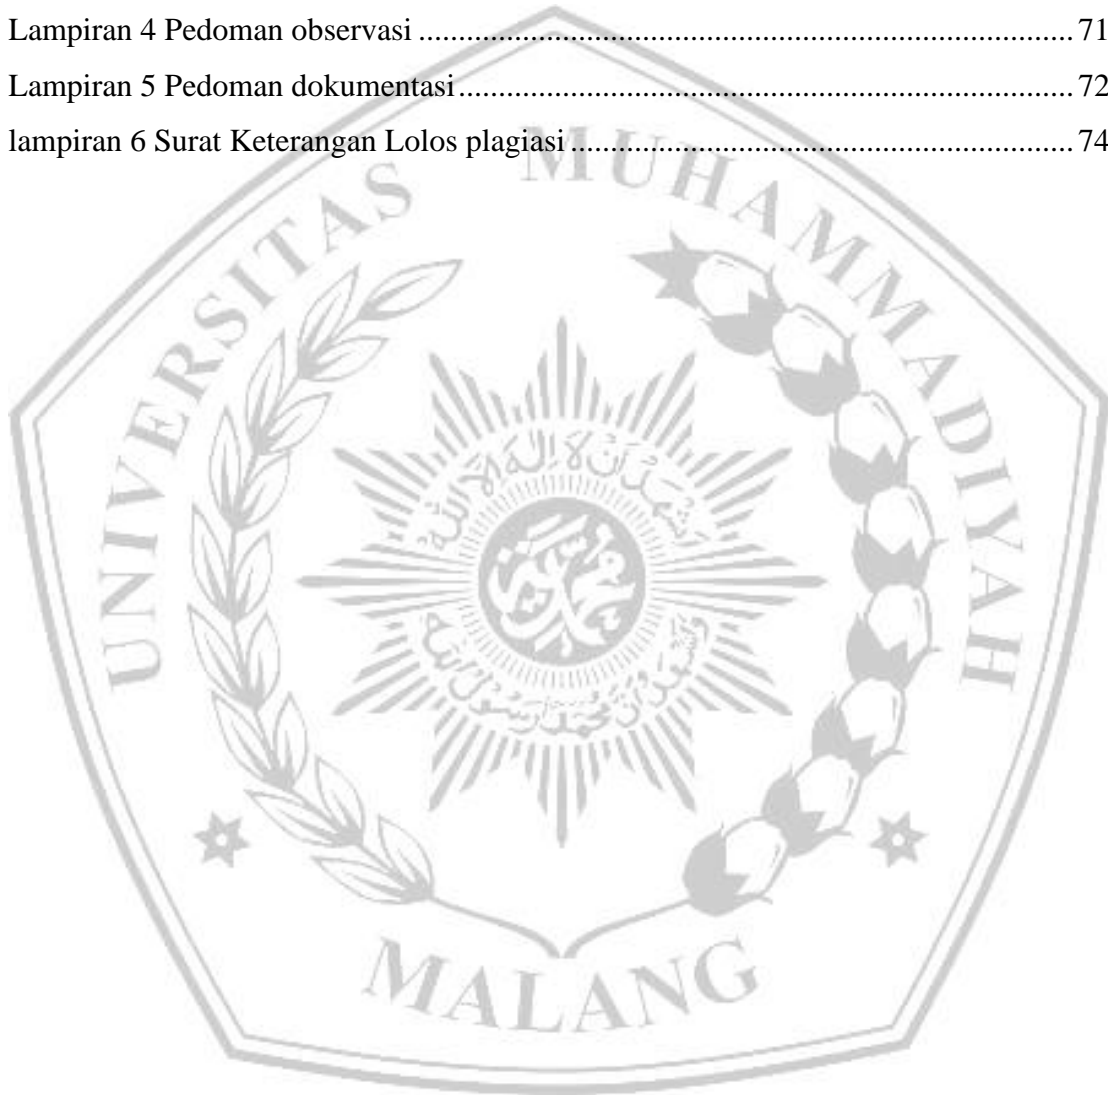 Lampiran 4 Pedoman observasi ........................................................................ 71
Lampiran 5 Pedoman dokumentasi ................................................................... 72
lampiran 6 Surat Keterangan Lolos plagiasi ...................................................... 74
UNIVERSITAS MUHAMMADIYAH
MALANG